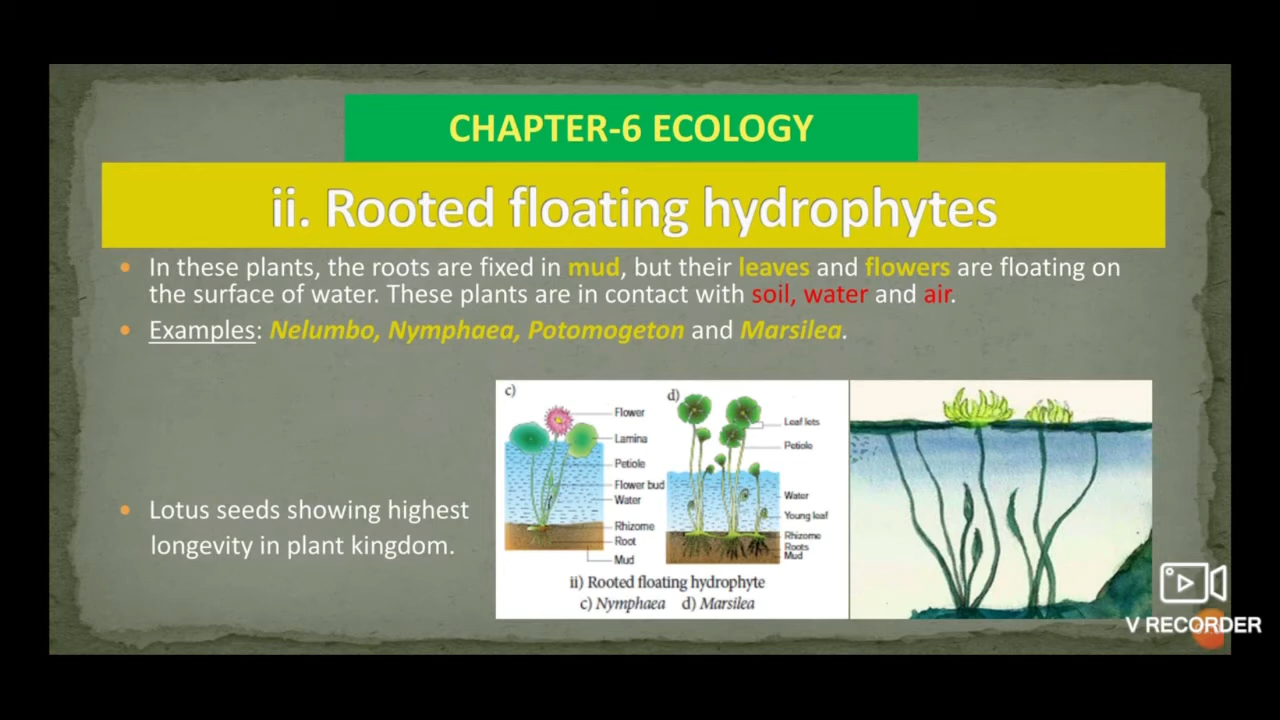 CHAPTER-6 ECOLOGY
ii. Rooted floating hydrophytes
• In these plants, the roots are fixed in mud, but their leaves and flowers are floating on
the surface of water. These plants are in contact with soil, water and air.
• Examples: Nelumbo, Nymphaea, Potomogeton and Marsilea.
c)
Flower
Lamina
Petiole
Flower bud
Water
Rhizome
Root
Mud
d)
Leaf lets
Petiole
Water
Young leaf
Rhizome
Roots
Mud
ii) Rooted floating hydrophyte
c) Nymphaea d) Marsilea
• Lotus seeds showing highest
longevity in plant kingdom.
V RECORDER